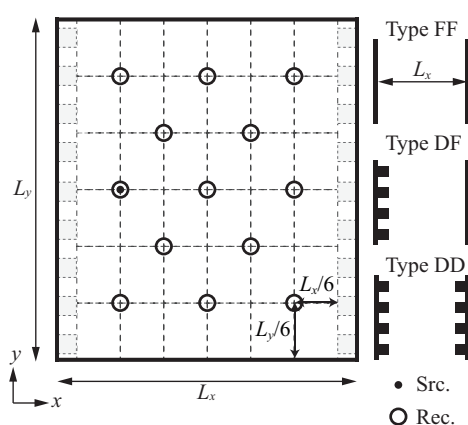 Type FF
L_x
Type DF
L_y
Type DD
L_x/6
L_y/6
y
x
L_x
Src.
Rec.